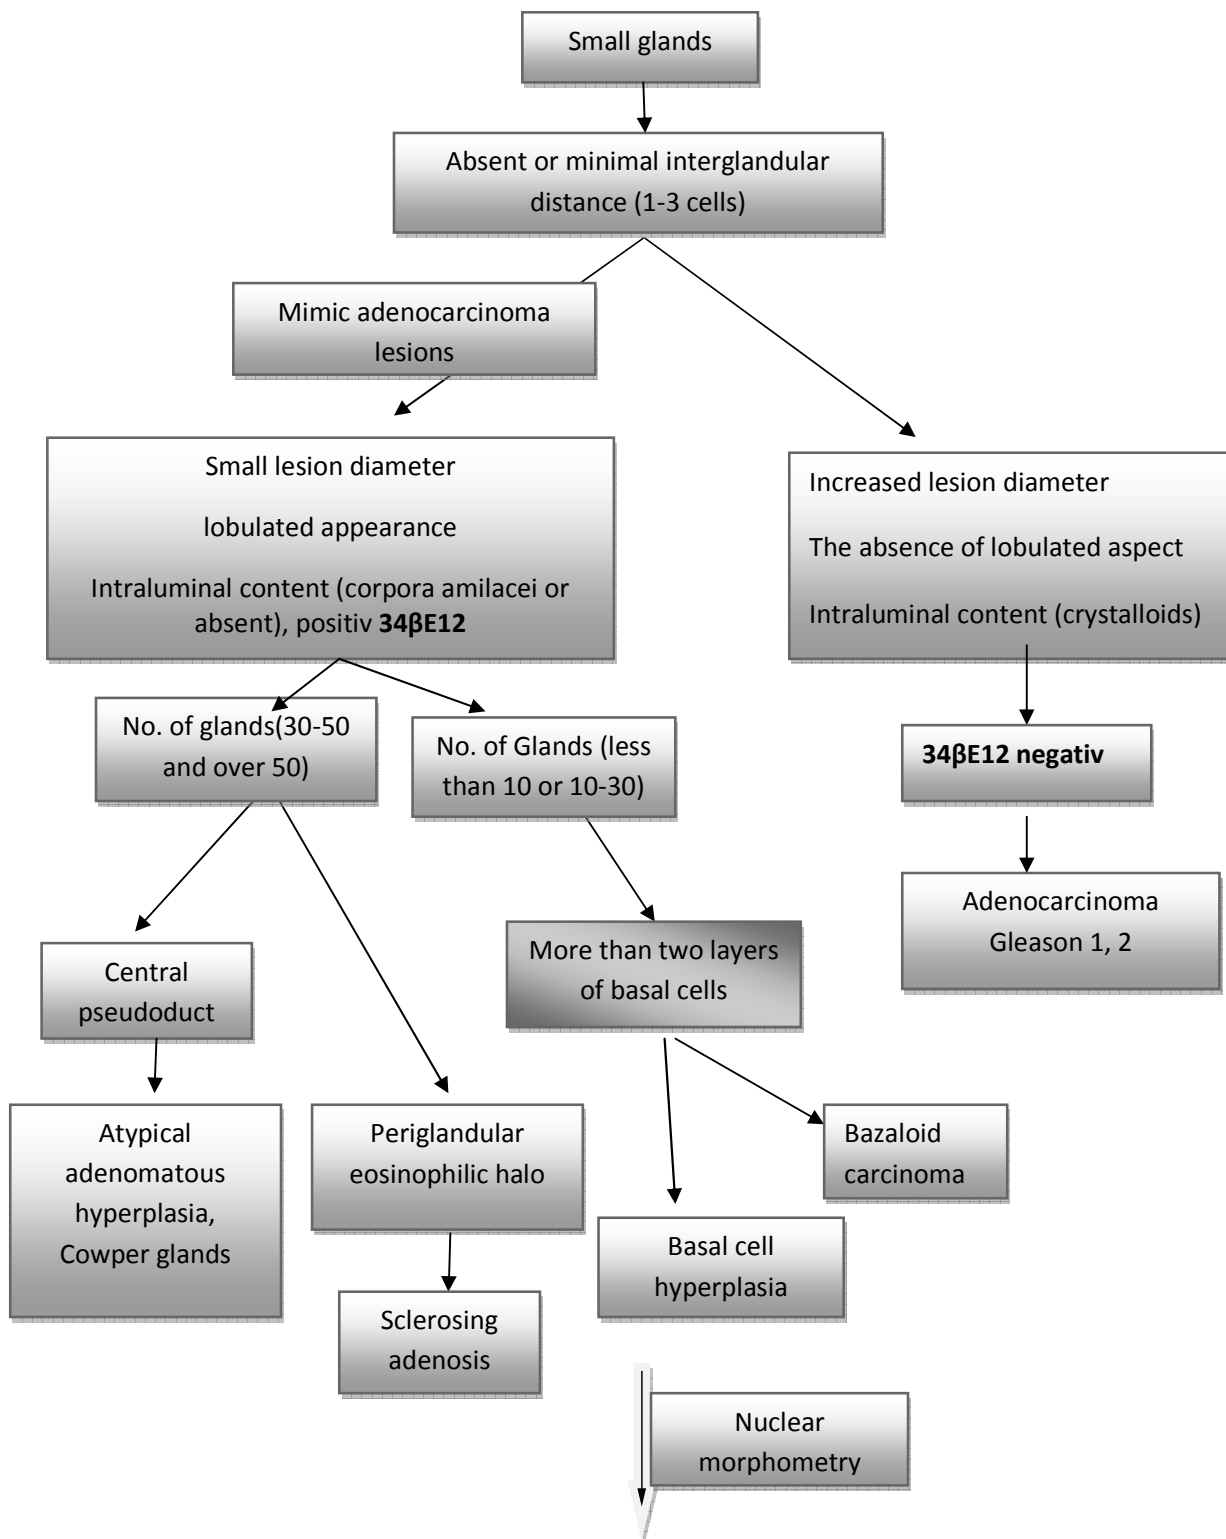 Small glands
Absent or minimal interglandular
distance (1-3 cells)
Mimic adenocarcinoma
lesions
Small lesion diameter
lobulated appearance
Intraluminal content (corpora amilacei or
absent), positiv 34βE12
Increased lesion diameter
The absence of lobulated aspect
Intraluminal content (crystalloids)
No. of glands(30-50
and over 50)
No. of Glands (less
than 10 or 10-30)
34βE12 negativ
Adenocarcinoma
Gleason 1, 2
Central
pseudoduct
More than two layers
of basal cells
Atypical
adenomatous
hyperplasia,
Cowper glands
Periglandular
eosinophilic halo
Bazaloid
carcinoma
Basal cell
hyperplasia
Sclerosing
adenosis
Nuclear
morphometry